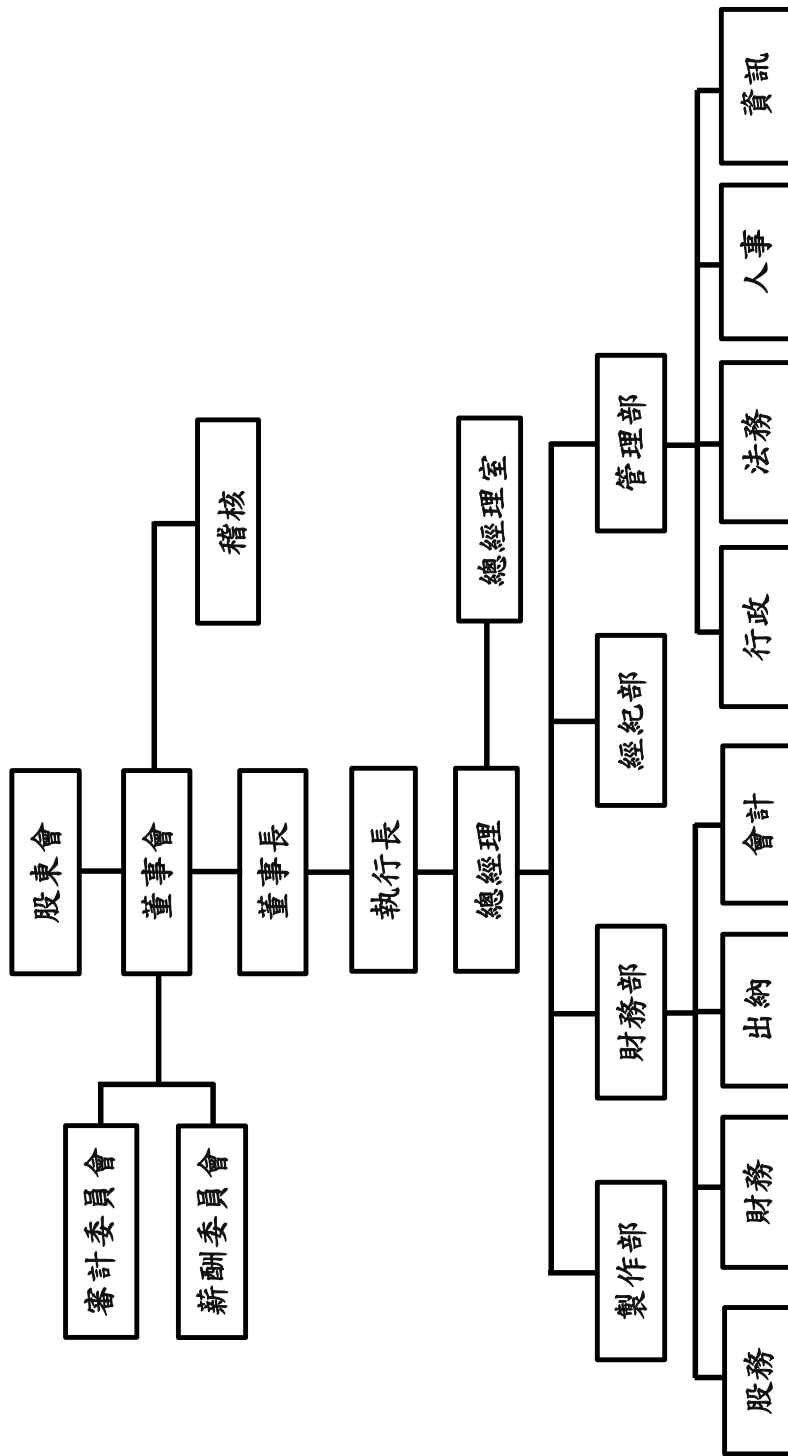 股東會
董事會
審計委員會
薪酬委員會
稽核
董事長
執行長
總經理
總經理室
製作部
財務部
經紀部
管理部
股務
財務
出納
會計
行政
法務
人事
資訊